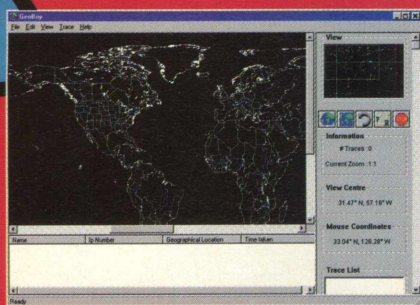 GeoBoy
File Edit View Trace Help
View
Information
# Traces :0
Current Zoom :1:1
View Centre
31.47° N, 57.19° W
Mouse Coordinates
33.04° N, 126.28° W
Name Ip Number Geographical Location Time taken
Trace List
Ready